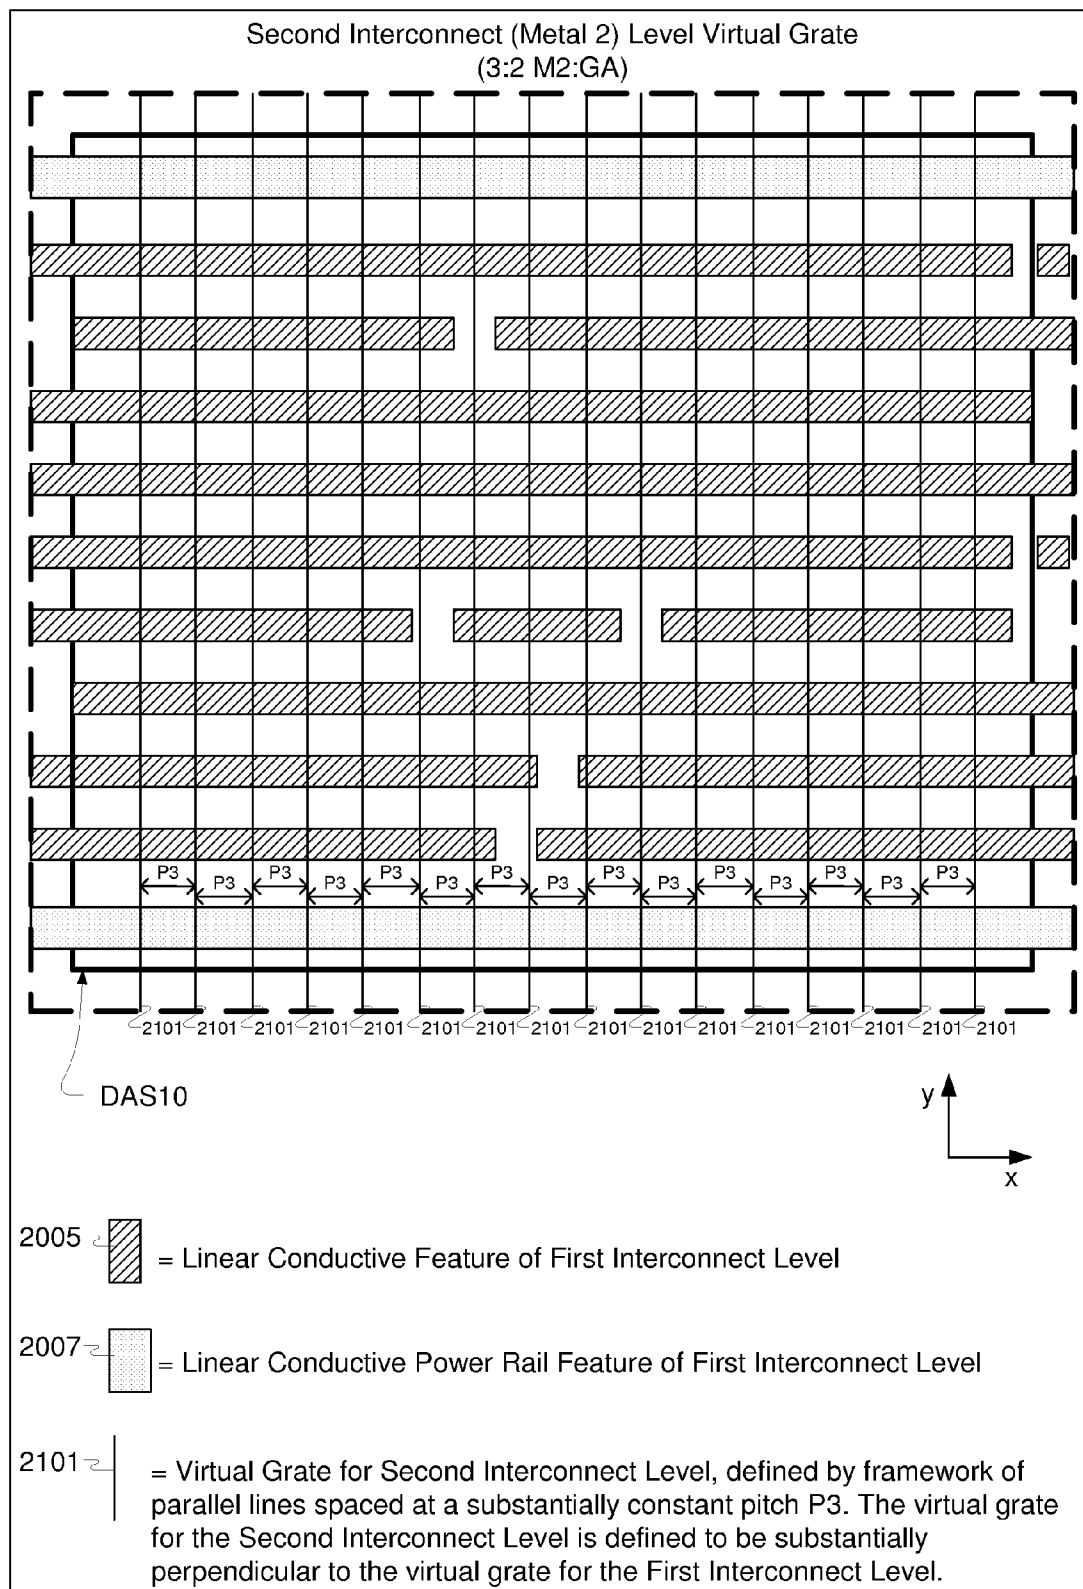 Second Interconnect (Metal 2) Level Virtual Grate
(3:2 M2:GA)
P3 P3 P3 P3 P3 P3 P3 P3
P3 P3 P3 P3 P3 P3 P3
2101 2101 2101 2101 2101 2101 2101 2101 2101 2101 2101 2101 2101 2101 2101 2101
DAS10
y
x
2005 = Linear Conductive Feature of First Interconnect Level
2007 = Linear Conductive Power Rail Feature of First Interconnect Level
2101 = Virtual Grate for Second Interconnect Level, defined by framework of
parallel lines spaced at a substantially constant pitch P3. The virtual grate
for the Second Interconnect Level is defined to be substantially
perpendicular to the virtual grate for the First Interconnect Level.